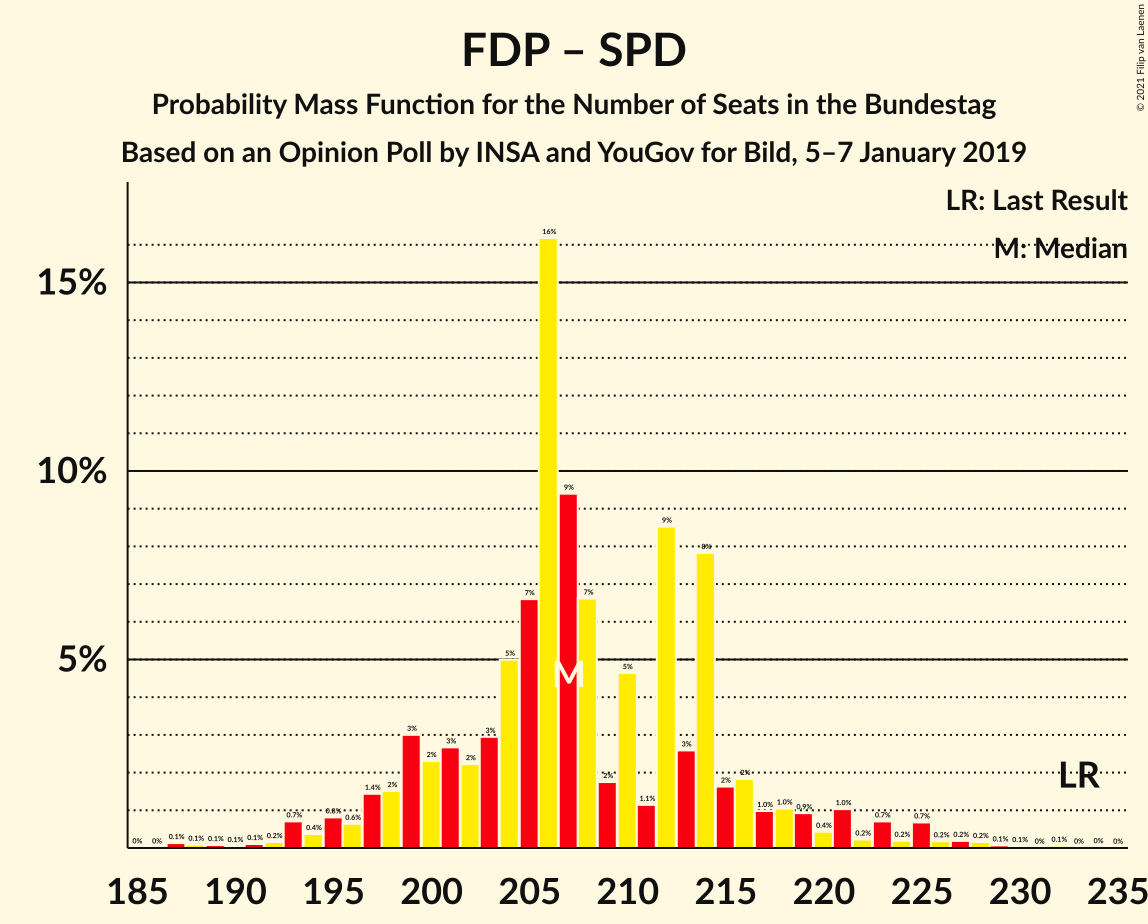 FDP – SPD
Probability Mass Function for the Number of Seats in the Bundestag
Based on an Opinion Poll by INSA and YouGov for Bild, 5–7 January 2019
© 2021 Filip van Laenen
LR: Last Result
M: Median
15%
10%
5%
0% 0% 0.1% 0.1% 0.1% 0.1% 0.1% 0.2% 0.7% 0.4% 0.8% 0.6% 1.4% 2% 3% 2% 3% 2% 3% 5% 7% 16% 9% 7% 2% 5% 1.1% 9% 3% 8% 2% 2% 1.0% 1.0% 0.9% 0.4% 1.0% 0.2% 0.7% 0.2% 0.7% 0.2% 0.2% 0.2% 0.1% 0.1% 0% 0.1% 0% 0% 0%
M
LR
185 190 195 200 205 210 215 220 225 230 235